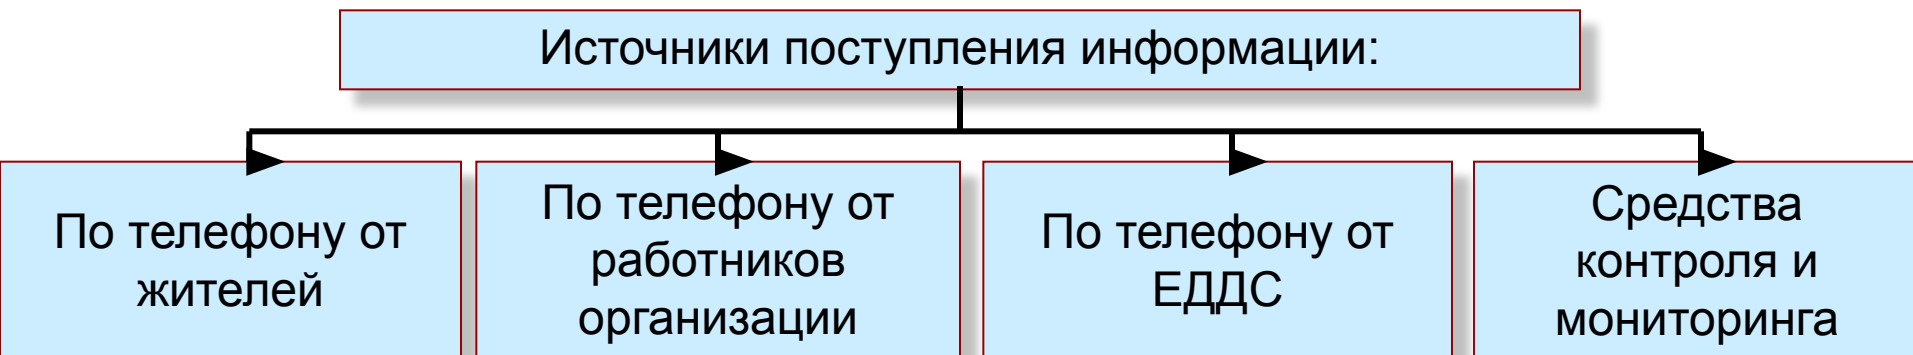 Источники поступления информации:
По телефону от
жителей
По телефону от
работников
организации
По телефону от
ЕДДС
Средства
контроля и
мониторинга